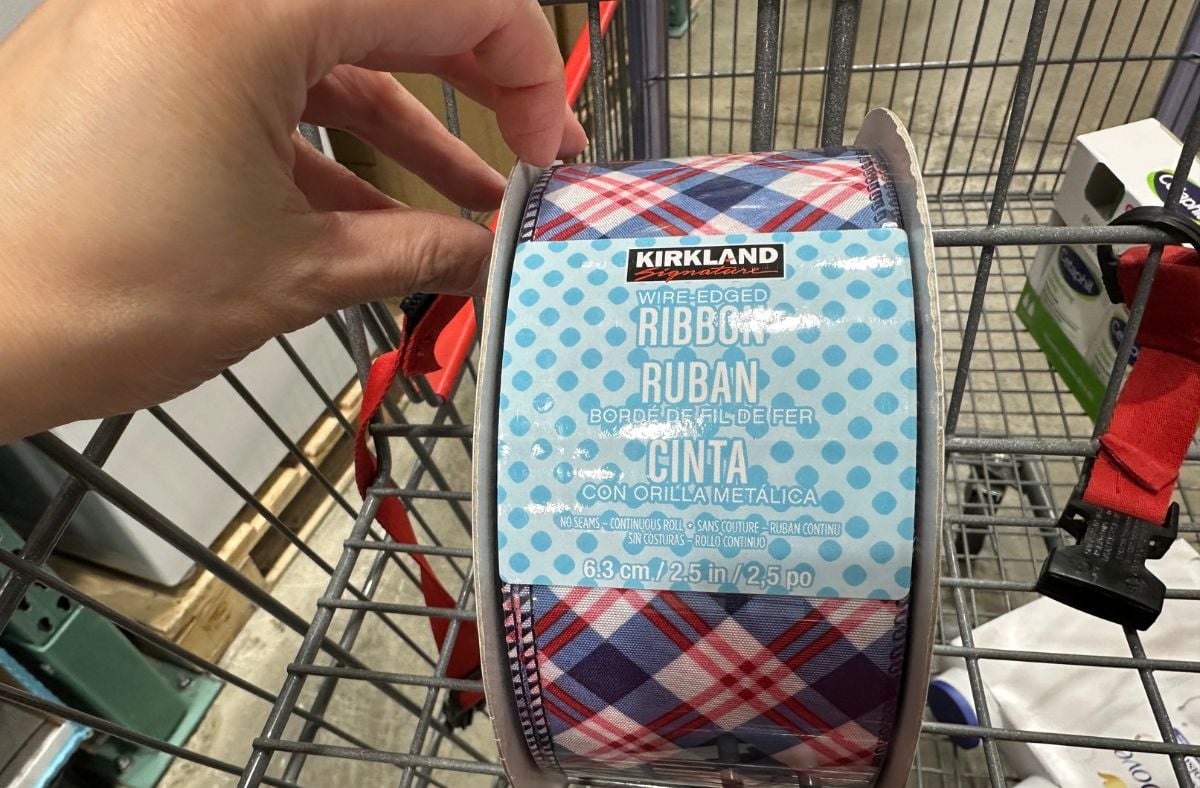 KIRKLAND
Signature
WIRE-EDGED
RIBBON
RUBAN
BORDÉ DE FIL DE FER
CINTA
CON ORILLA METÁLICA
NO SEAMS – CONTINUOUS ROLL • SANS COUTURE – RUBAN CONTINU
SIN COSTURAS – ROLLO CONTINUO
6.3 cm / 2.5 in / 2,5 po